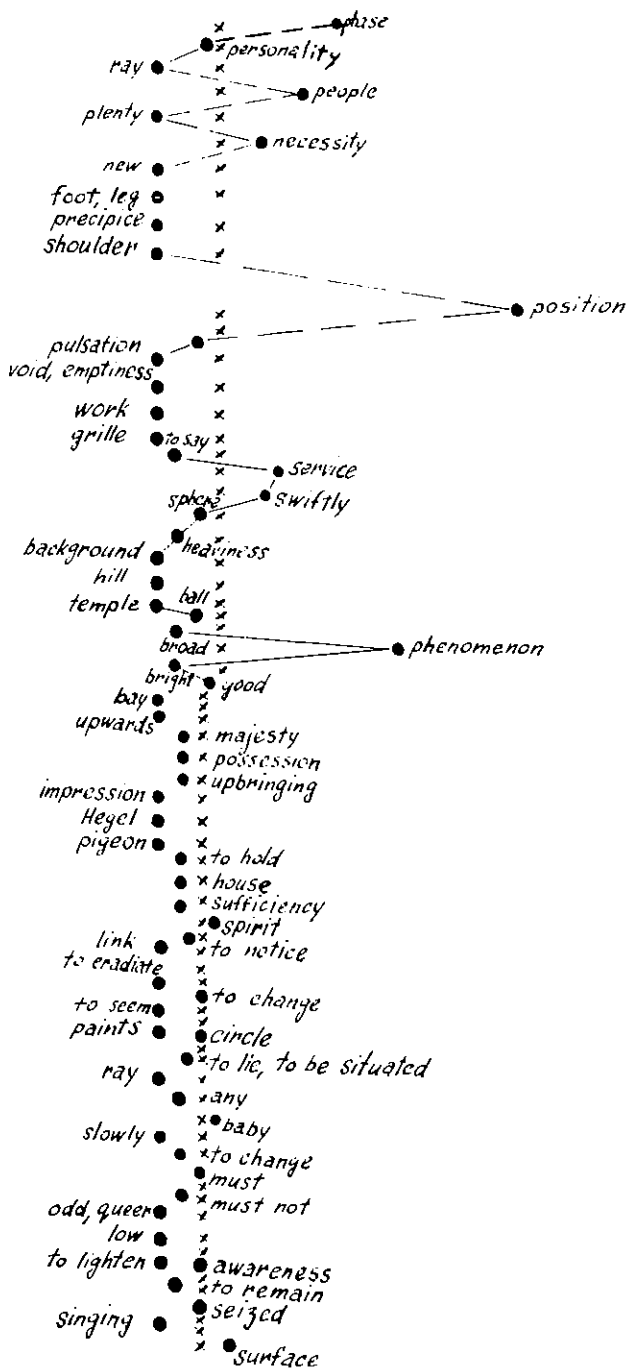 phase
personality
ray
people
plenty
necessity
new
foot, leg
precipice
shoulder
position
pulsation
void, emptiness
work
grille
to say
service
swiftly
sphere
heaviness
background
hill
ball
temple
broad
phenomenon
bright
good
bay
upwards
majesty
possession
upbringing
impression
Hegel
pigeon
to hold
house
sufficiency
spirit
link
to notice
to eradiate
to change
to seem
paints
circle
to lie, to be situated
ray
any
baby
slowly
to change
must
must not
odd, queer
low
to lighten
awareness
to remain
seized
singing
surface